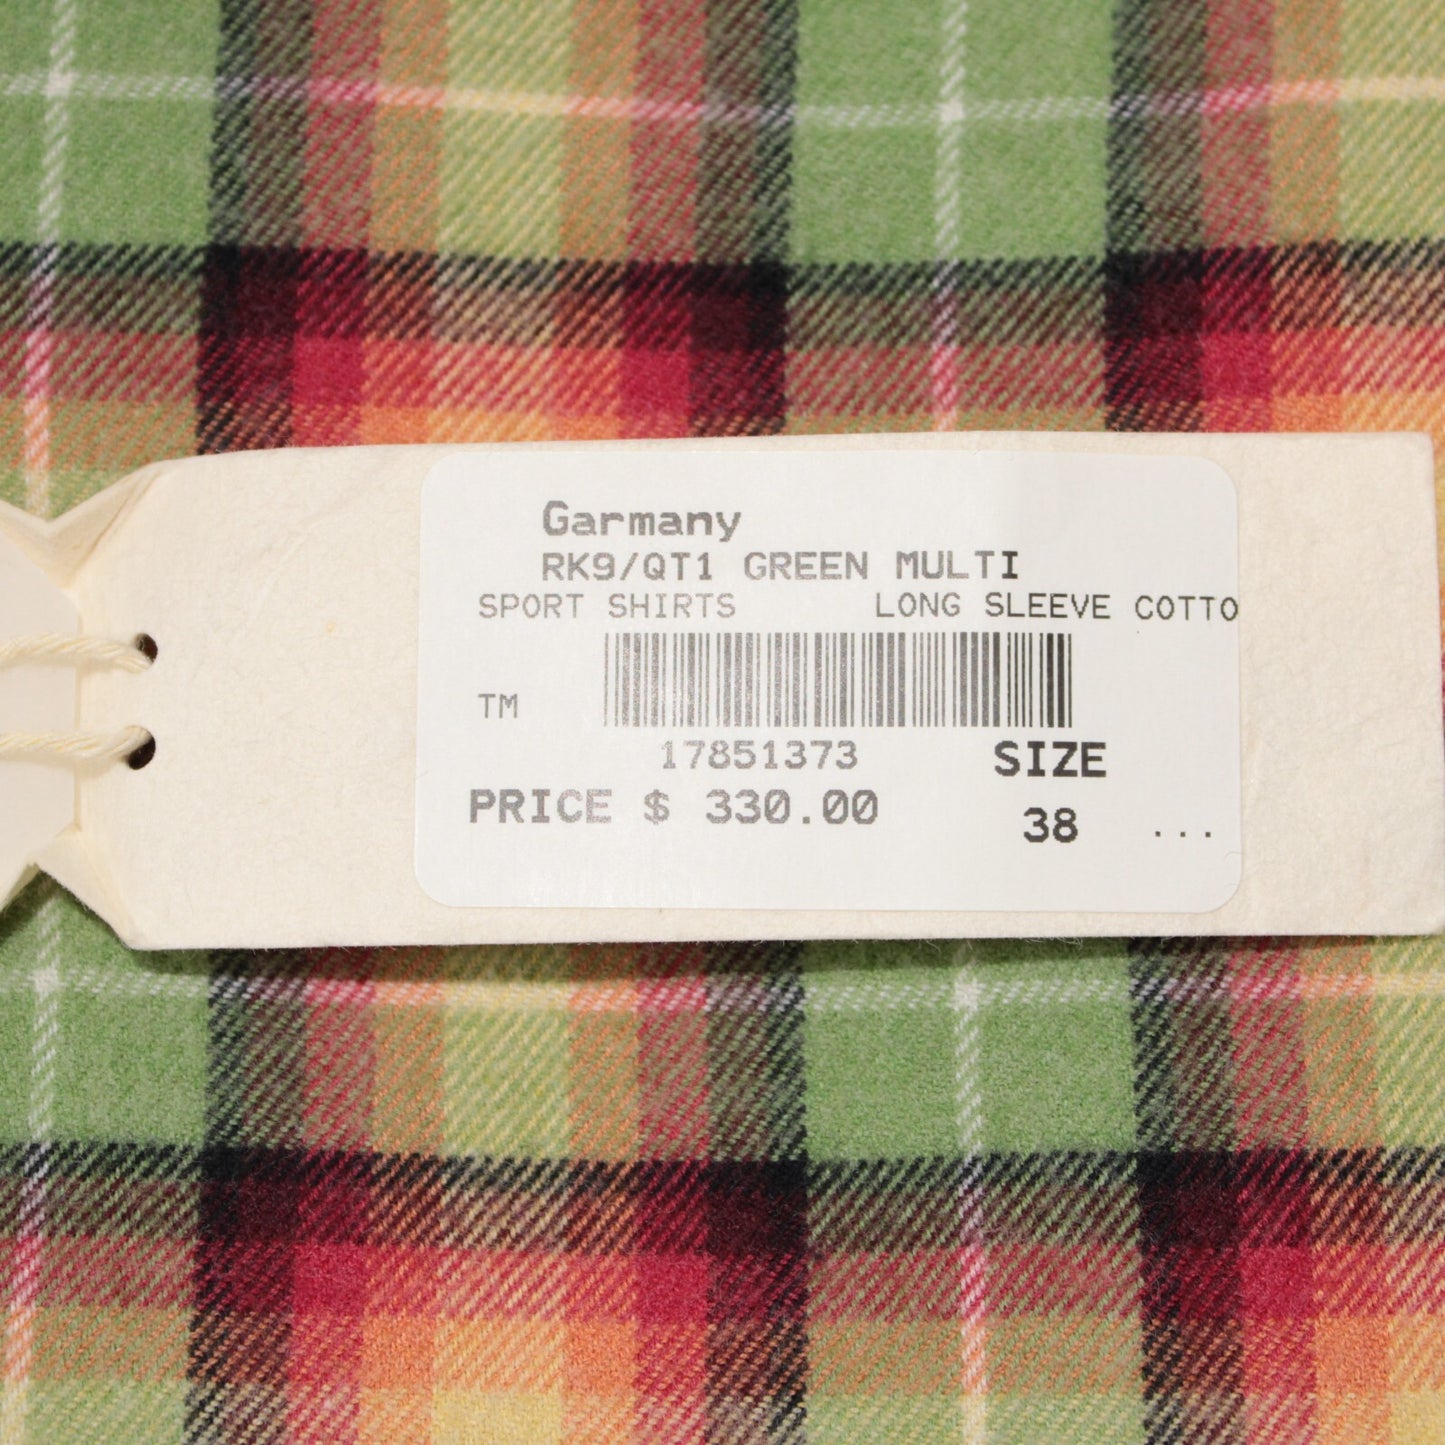 Garmany
RK9/QT1 GREEN MULTI
SPORT SHIRTS LONG SLEEVE COTTO
TM
17851373 SIZE
PRICE $ 330.00
38 ...